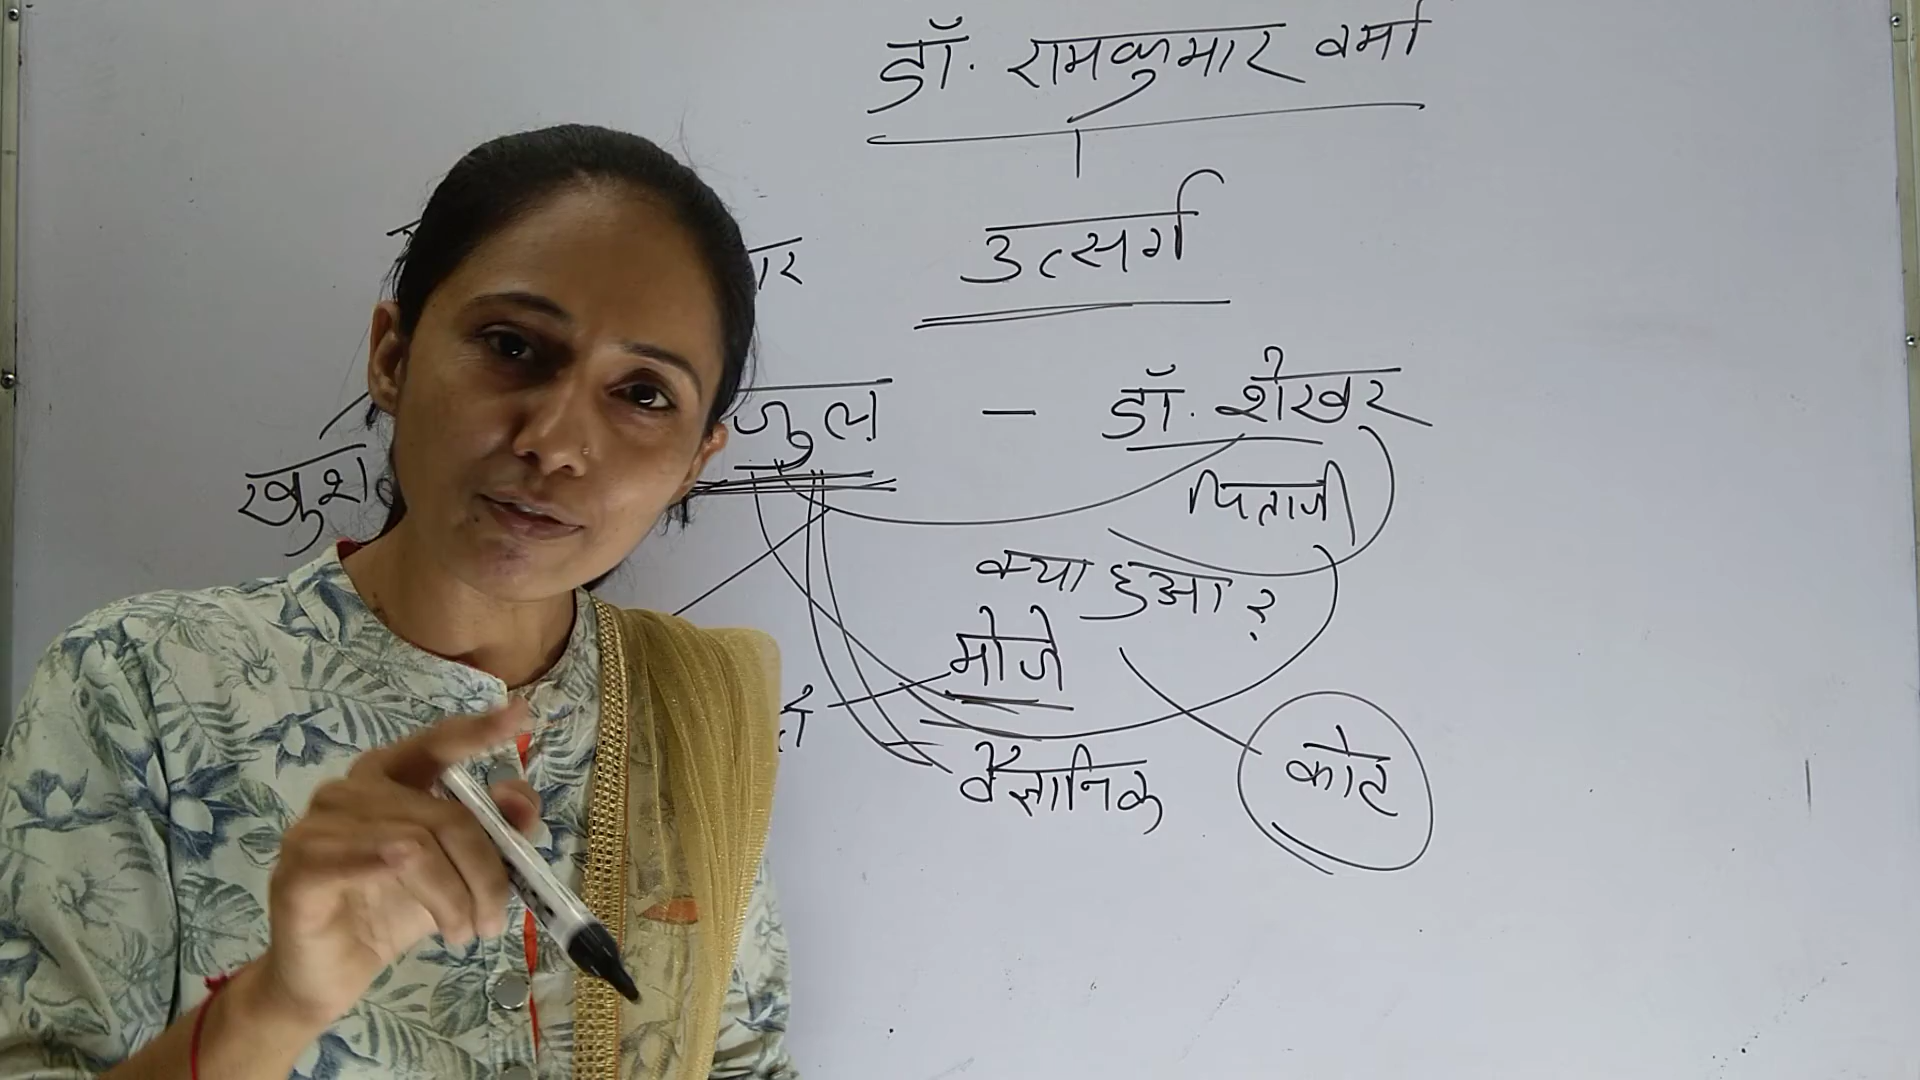 डॉ. रामकुमार वर्मा
उत्सर्ग
डॉ. शेखर
पिताजी
क्या हुआ ?
मोजे
वैज्ञानिक
कोट